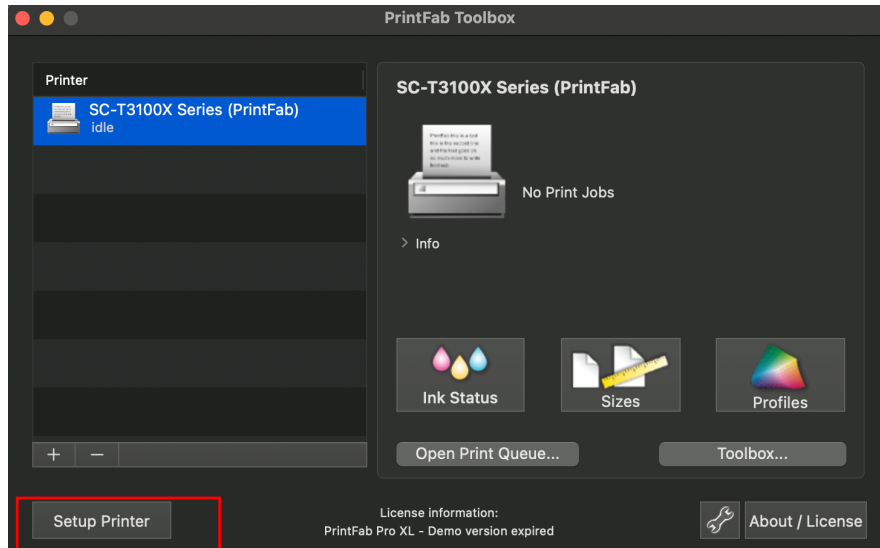 PrintFab Toolbox
Printer
SC-T3100X Series (PrintFab)
idle
SC-T3100X Series (PrintFab)
No Print Jobs
Info
Ink Status
Sizes
Profiles
Open Print Queue...
Toolbox...
Setup Printer
License information:
PrintFab Pro XL - Demo version expired
About / License